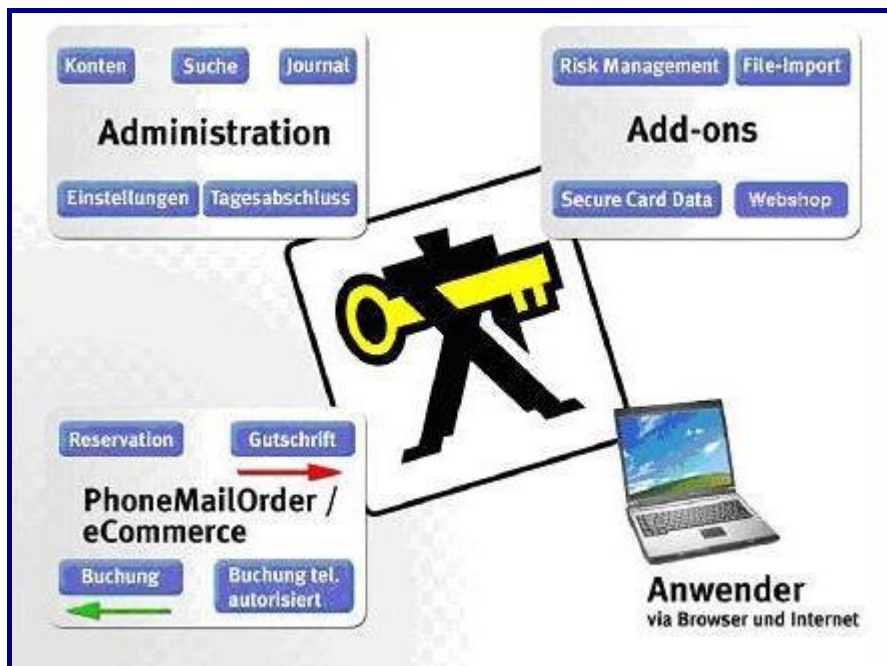 Konten
Suche
Journal
Administration
Einstellungen
Tagesabschluss
Risk Management
File-Import
Add-ons
Secure Card Data
Webshop
Reservation
Gutschrift
PhoneMailOrder /
eCommerce
Buchung
Buchung tel.
autorisiert
Anwender
via Browser und Internet